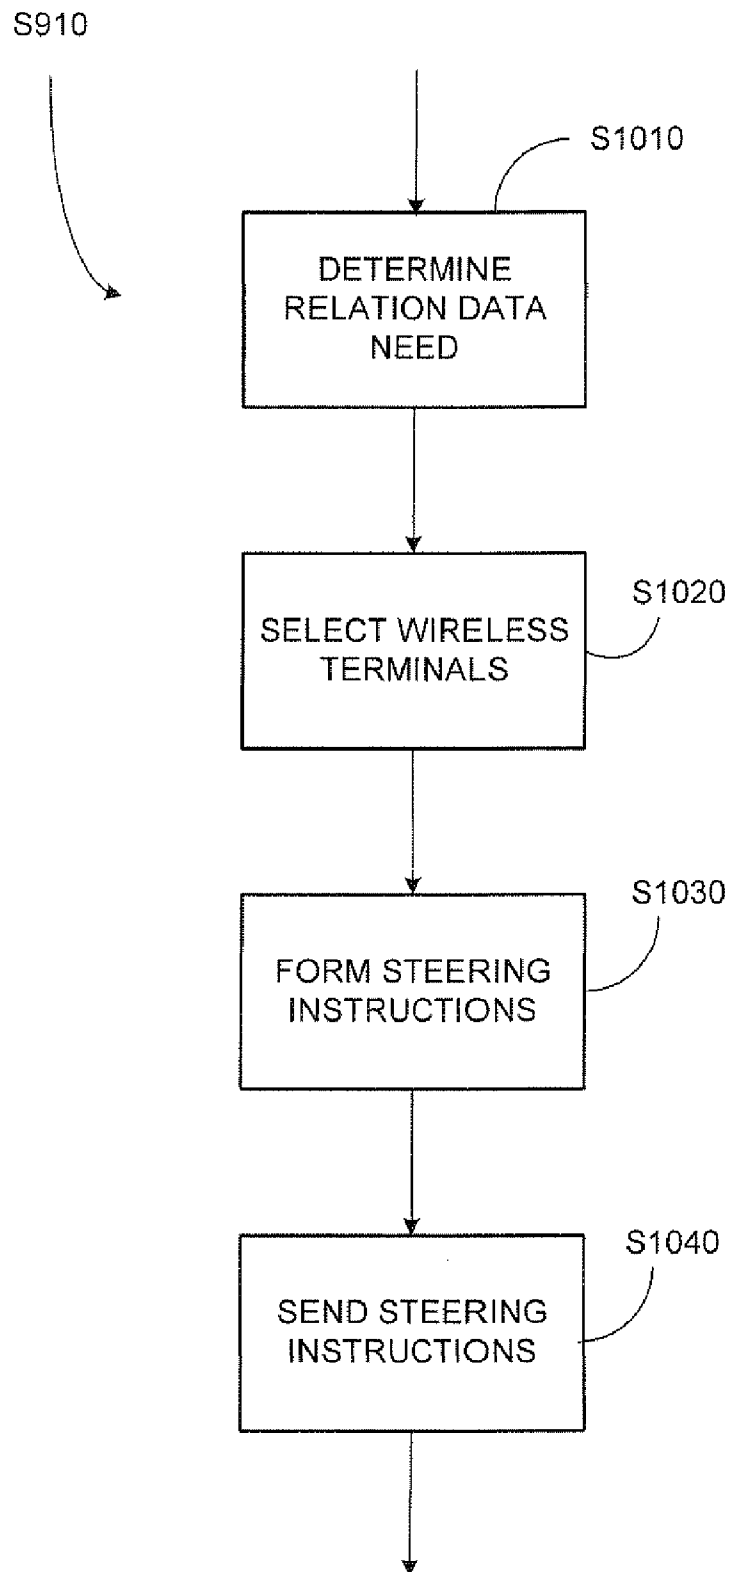 S910
S1010
DETERMINE
RELATION DATA
NEED
S1020
SELECT WIRELESS
TERMINALS
S1030
FORM STEERING
INSTRUCTIONS
S1040
SEND STEERING
INSTRUCTIONS